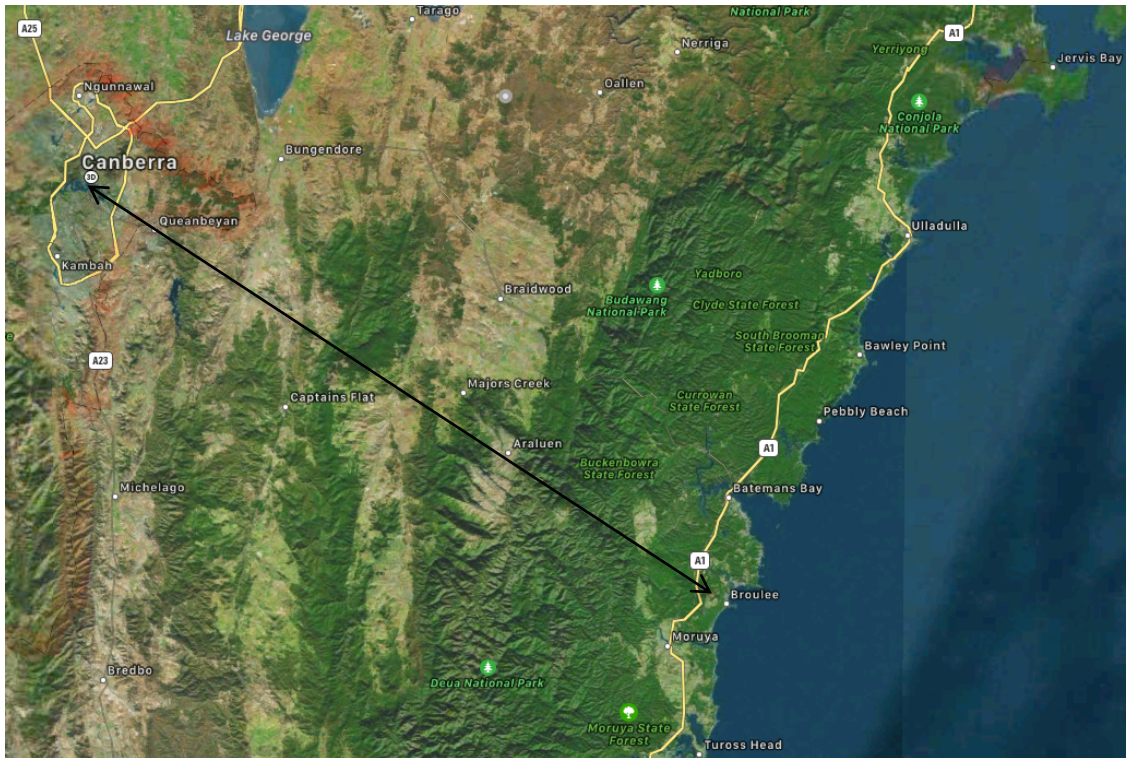 Tarago
National Park
A25
Lake George
A1
Nerriga
Yerriyong
Jervis Bay
Ngunnawal
Oallen
Conjola
National Park
Bungendore
Canberra
3D
Queanbeyan
Ulladulla
Kambah
Yadboro
Braidwood
Budawang
National Park
Clyde State Forest
South Brooman
State Forest
e
Bawley Point
A23
Majors Creek
Captains Flat
Currowan
State Forest
Pebbly Beach
Araluen
A1
Buckenbowra
State Forest
Michelago
Batemans Bay
A1
Broulee
Moruya
Bredbo
Deua National Park
Moruya State
Forest
Tuross Head